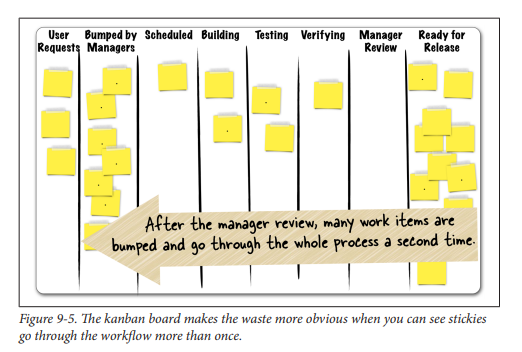 User Requests
Bumped by Managers
Scheduled
Building
Testing
Verifying
Manager Review
Ready for Release
After the manager review, many work items are
bumped and go through the whole process a second time.
Figure 9-5. The kanban board makes the waste more obvious when you can see stickies
go through the workflow more than once.